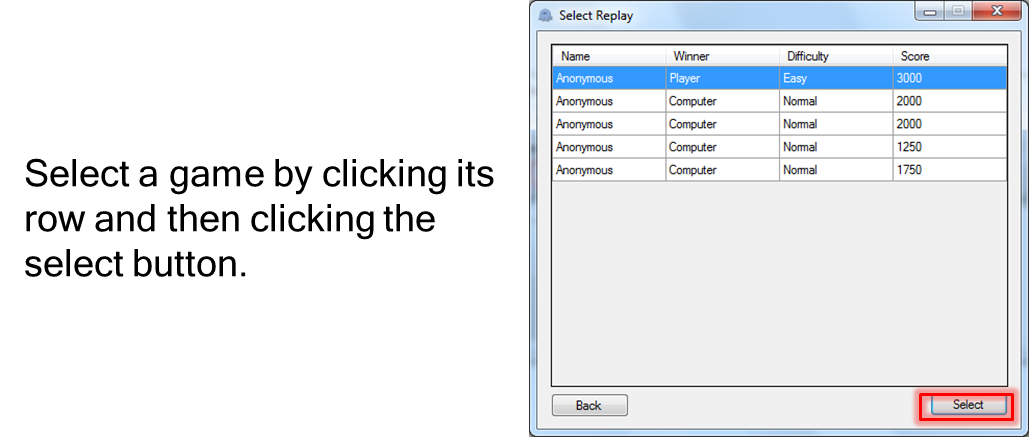 Select a game by clicking its
row and then clicking the
select button.
Select Replay
Name Winner Difficulty Score
Anonymous Player Easy 3000
Anonymous Computer Normal 2000
Anonymous Computer Normal 2000
Anonymous Computer Normal 1250
Anonymous Computer Normal 1750
Back Select